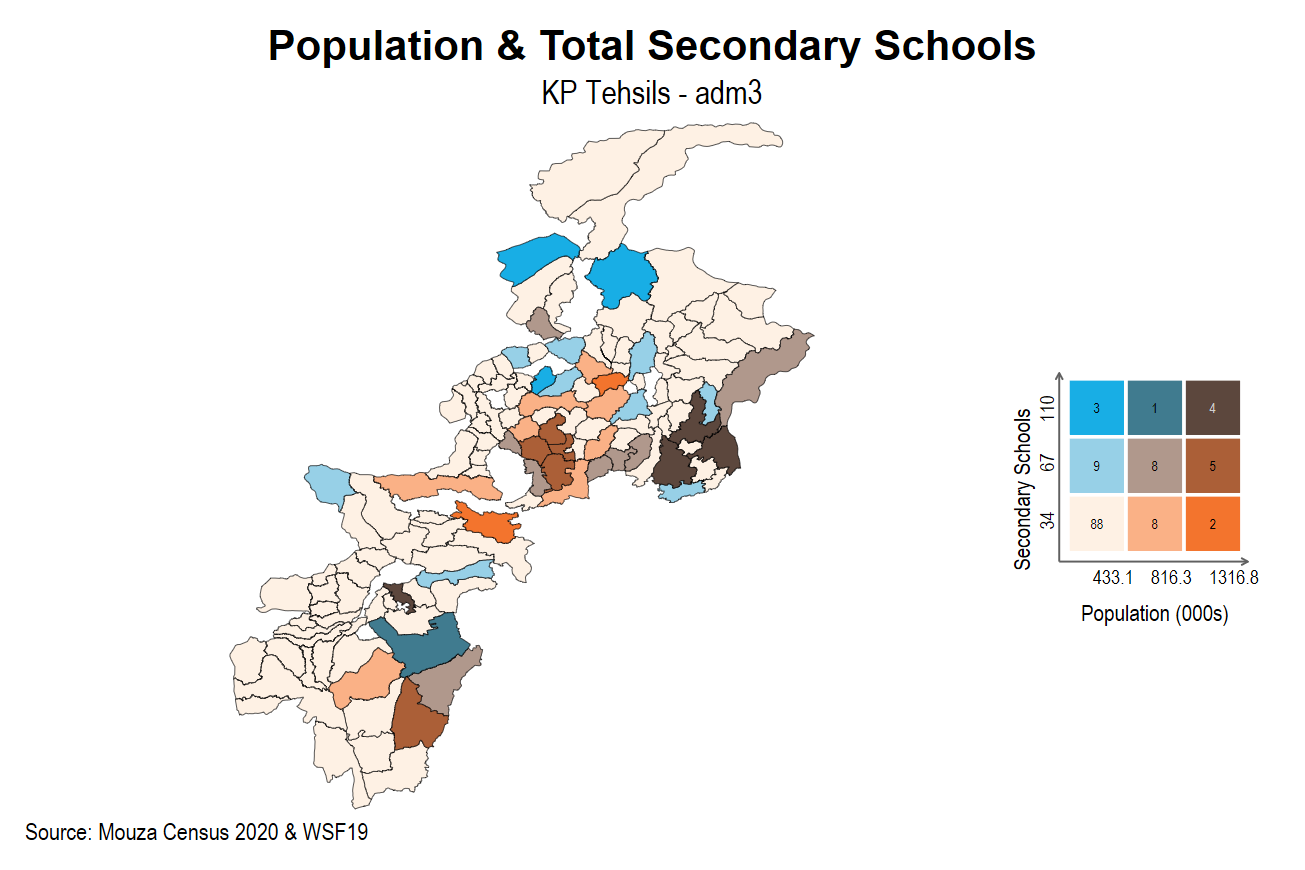 Population & Total Secondary Schools
KP Tehsils - adm3
Secondary Schools
110
67
34
3 1 4
9 8 5
88 8 2
433.1 816.3 1316.8
Population (000s)
Source: Mouza Census 2020 & WSF19